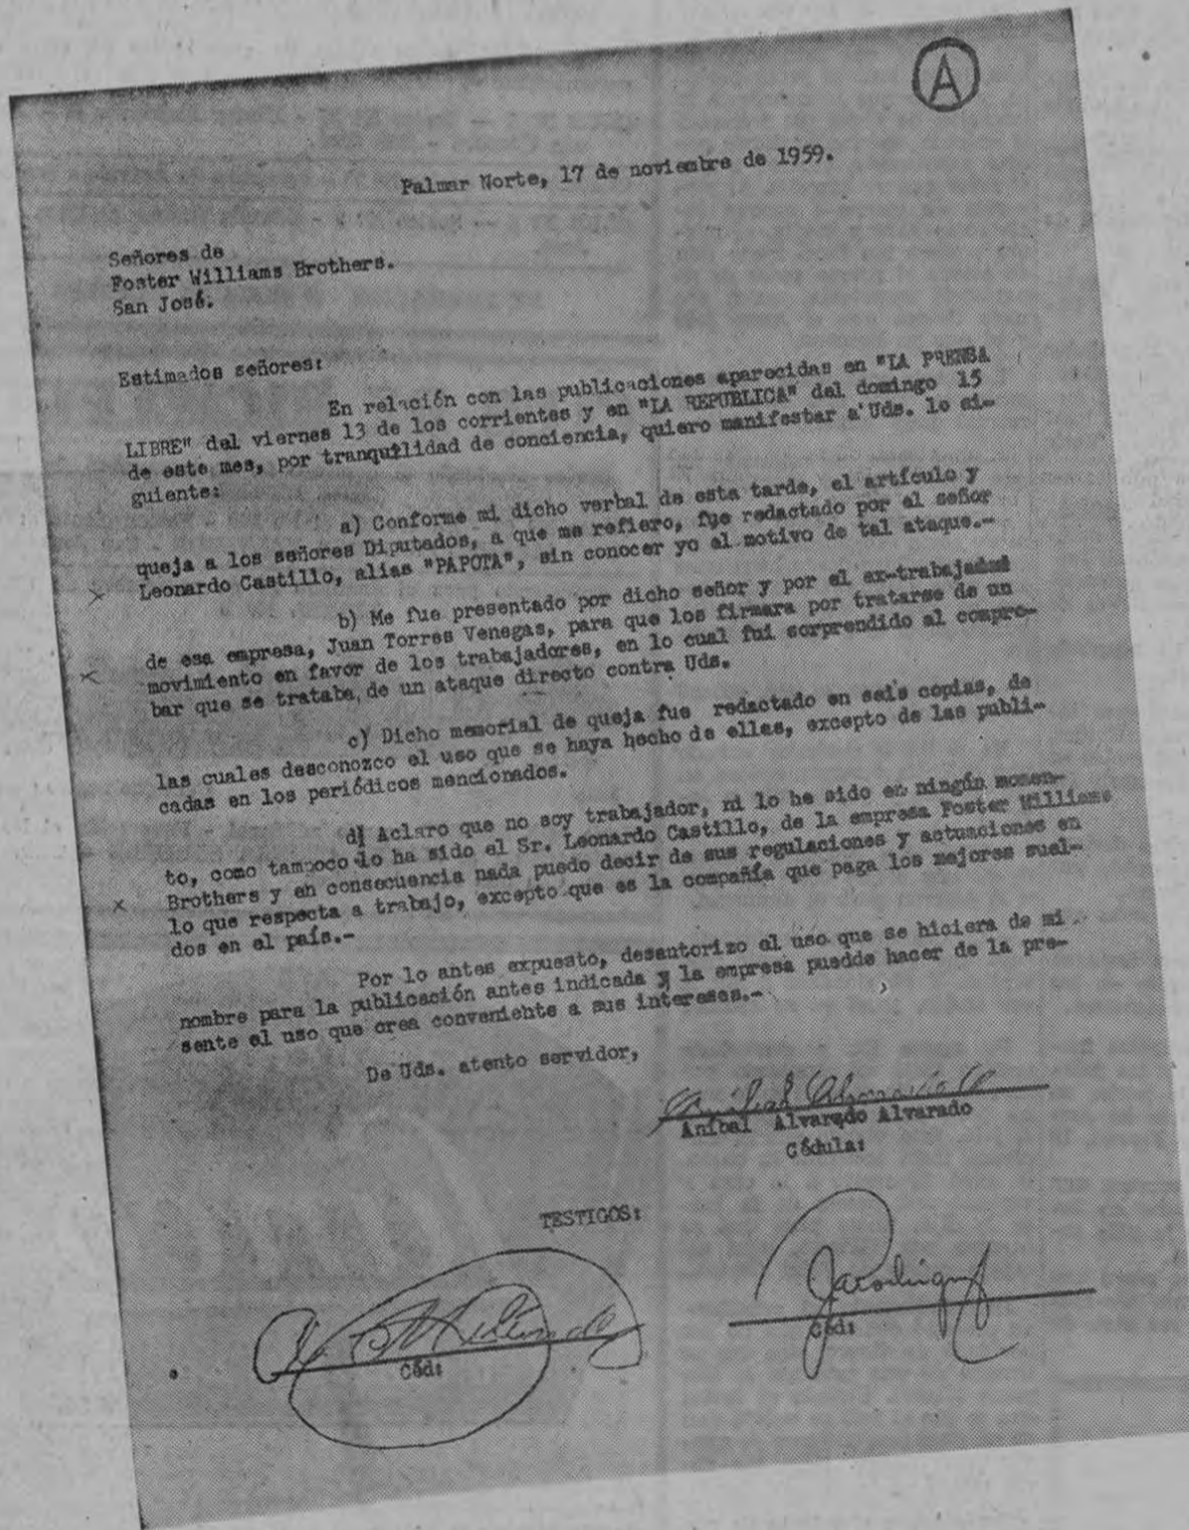 A
Palmar Norte, 17 de noviembre de 1959.
Señores de
Foster Williams Brothers.
San José.
Estimados señores:
En relación con las publicaciones aparecidas en "LA PRENSA
LIBRE" del viernes 13 de los corrientes y en "LA REPUBLICA" del domingo 15
de este mes, por tranquilidad de conciencia, quiero manifestar a Uds. lo si-
guiente:
a) Conforme mi dicho verbal de esta tarde, el artículo y
queja a los señores Diputados, a que me refiero, fue redactado por el señor
Leonardo Castillo, alias "PAPOTA", sin conocer yo el motivo de tal ataque.-
b) Me fue presentado por dicho señor y por el ex-trabajador
de esa empresa, Juan Torres Venegas, para que los firmara por tratarse de un
movimiento en favor de los trabajadores, en lo cual fui sorprendido al compro-
bar que se trataba, de un ataque directo contra Uds.
c) Dicho memorial de queja fue redactado en seis copias, de
las cuales desconozco el uso que se haya hecho de ellas, excepto de las publi-
cadas en los periódicos mencionados.
d) Aclaro que no soy trabajador, ni lo he sido en ningún momen-
to, como tampoco lo ha sido el Sr. Leonardo Castillo, de la empresa Foster Williams
Brothers y en consecuencia nada puedo decir de sus regulaciones y actuaciones en
lo que respecta a trabajo, excepto que es la compañía que paga los mejores suel-
dos en el país.-
Por lo antes expuesto, desautorizo el uso que se hiciera de mi
nombre para la publicación antes indicada y la empresa puedde hacer de la pre-
sente el uso que crea conveniehte a sus intereses.-
De Uds. atento servidor,
Aníbal Alvarado
Aníbal Alvarado Alvarado
Cédula:
TESTIGOS:
JaRodríguez
Céd: Céd: